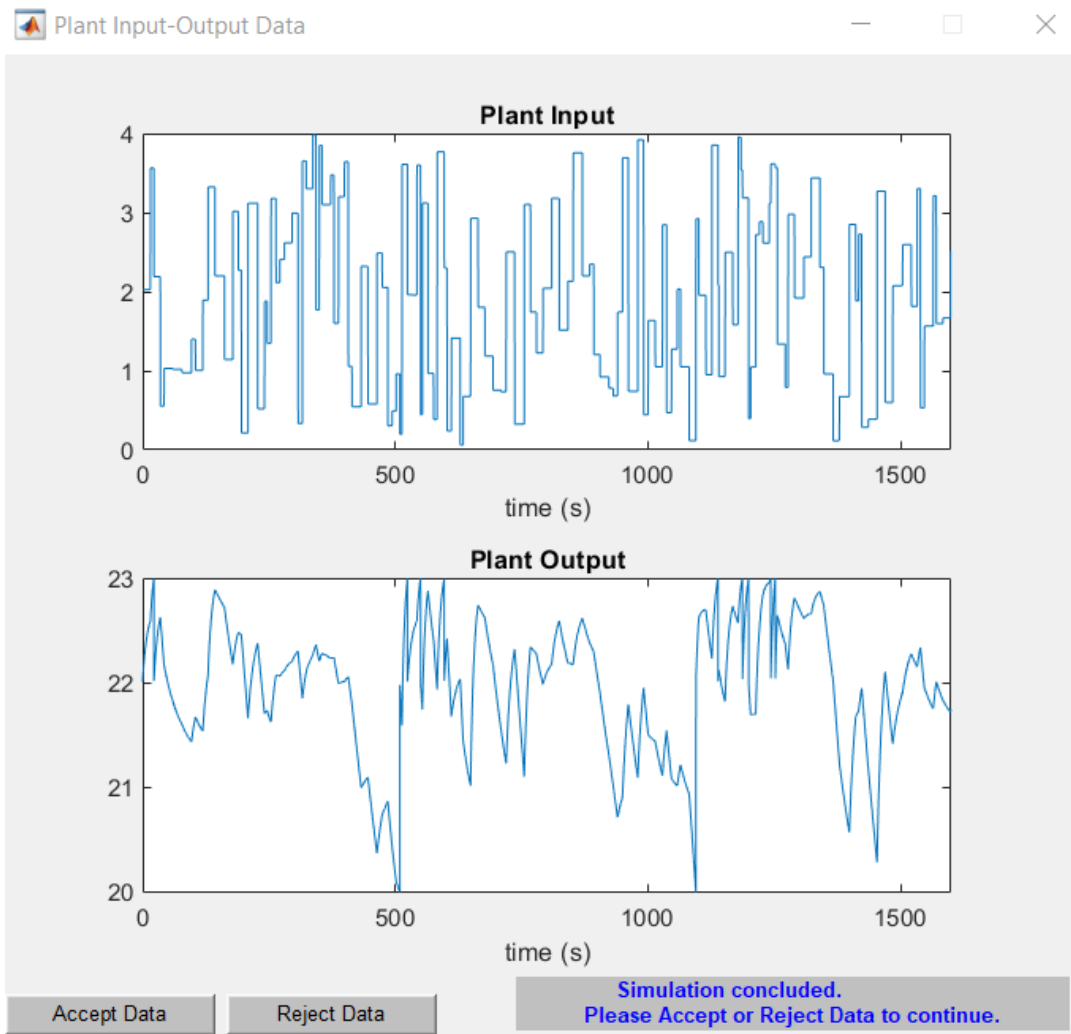 Plant Input-Output Data
Plant Input
4
3
2
1
0
0 500 1000 1500
time (s)
Plant Output
23
22
21
20
0 500 1000 1500
time (s)
Accept Data Reject Data
Simulation concluded.
Please Accept or Reject Data to continue.